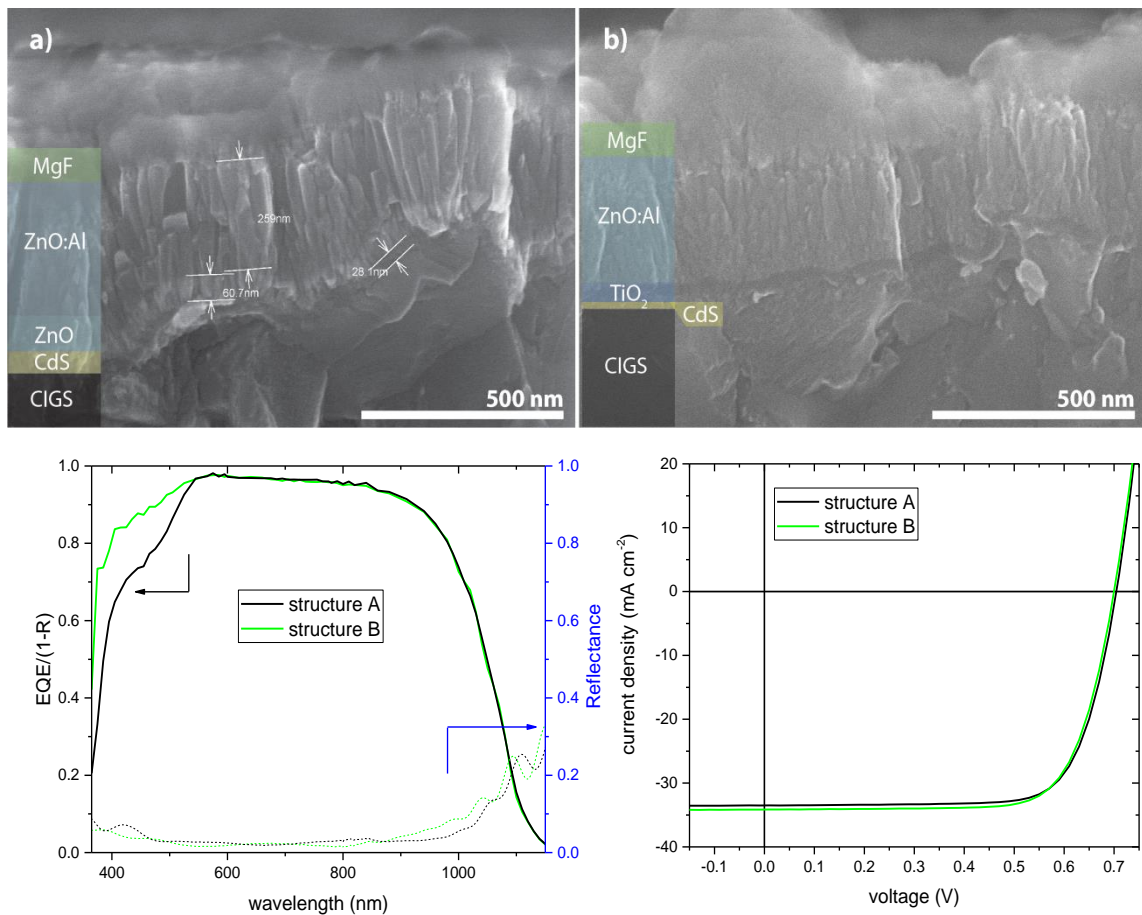 a)
MgF
ZnO:Al
ZnO
CdS
CIGS
259nm
60.7nm
28.1nm
500 nm
b)
MgF
ZnO:Al
TiO₂
CdS
CIGS
500 nm
1.0
0.8
0.6
0.4
0.2
0.0
EQE/(1-R)
structure A
structure B
1.0
0.8
0.6
0.4
0.2
0.0
Reflectance
400 600 800 1000
wavelength (nm)
20
10
0
-10
-20
-30
-40
current density (mA cm⁻²)
structure A
structure B
-0.1 0.0 0.1 0.2 0.3 0.4 0.5 0.6 0.7
voltage (V)